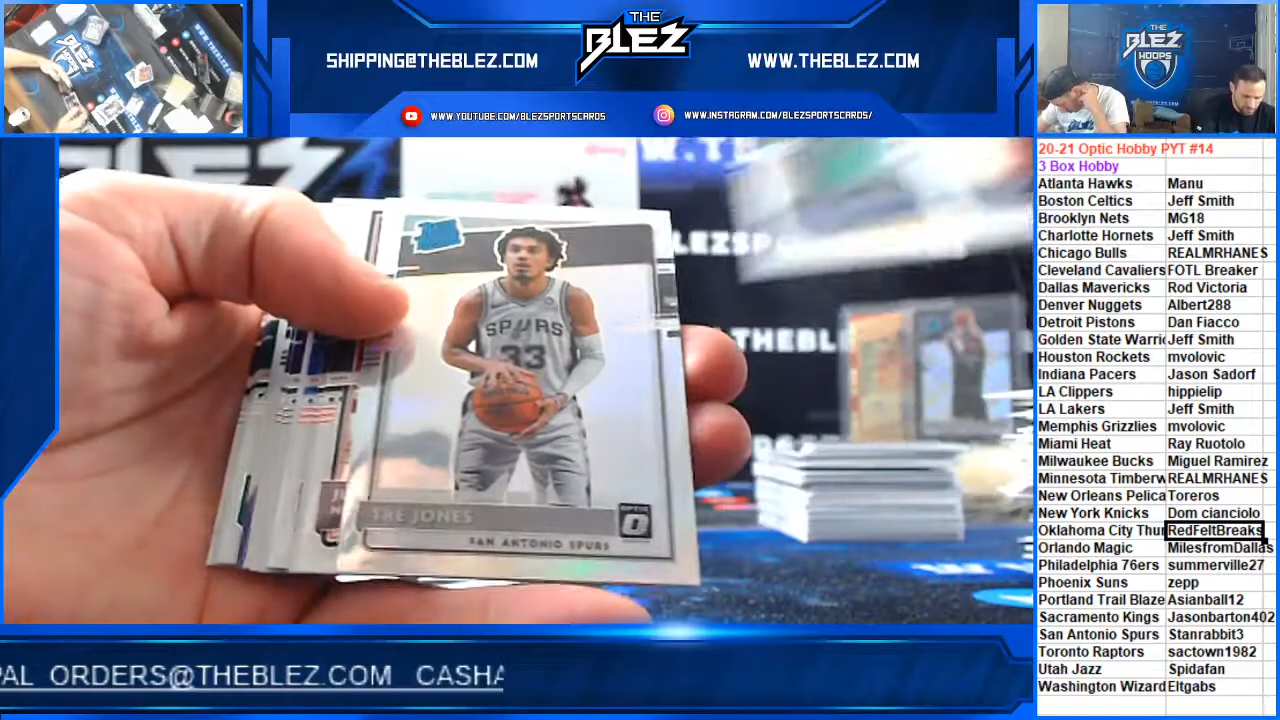 SHIPPING@THEBLEZ.COM
THE
BLEZ
WWW.THEBLEZ.COM
WWW.YOUTUBE.COM/BLEZSPORTSCARDS
WWW.INSTAGRAM.COM/BLEZSPORTSCARDS/
THE
BLEZ
HOOPS
20-21 Optic Hobby PYT #14
3 Box Hobby
Atlanta Hawks Manu
Boston Celtics Jeff Smith
Brooklyn Nets MG18
Charlotte Hornets Jeff Smith
Chicago Bulls REALMRHANES
Cleveland Cavaliers FOTL Breaker
Dallas Mavericks Rod Victoria
Denver Nuggets Albert288
Detroit Pistons Dan Fiacco
Golden State Warri Jeff Smith
Houston Rockets mvolovic
Indiana Pacers Jason Sadorf
LA Clippers hippielip
LA Lakers Jeff Smith
Memphis Grizzlies mvolovic
Miami Heat Ray Ruotolo
Milwaukee Bucks Miguel Ramirez
Minnesota Timberw REALMRHANES
New Orleans Pelica Toreros
New York Knicks Dom cianciolo
Oklahoma City Thu RedFeltBreaks
Orlando Magic MilesfromDallas
Philadelphia 76ers summerville27
Phoenix Suns zepp
Portland Trail Blaze Asianball12
Sacramento Kings Jasonbarton402
San Antonio Spurs Stanrabbit3
Toronto Raptors sactown1982
Utah Jazz Spidafan
Washington Wizard Eltgabs
SPURS
33
TRE JONES
OPTIC
SAN ANTONIO SPURS
PAL ORDERS@THEBLEZ.COM CASHA